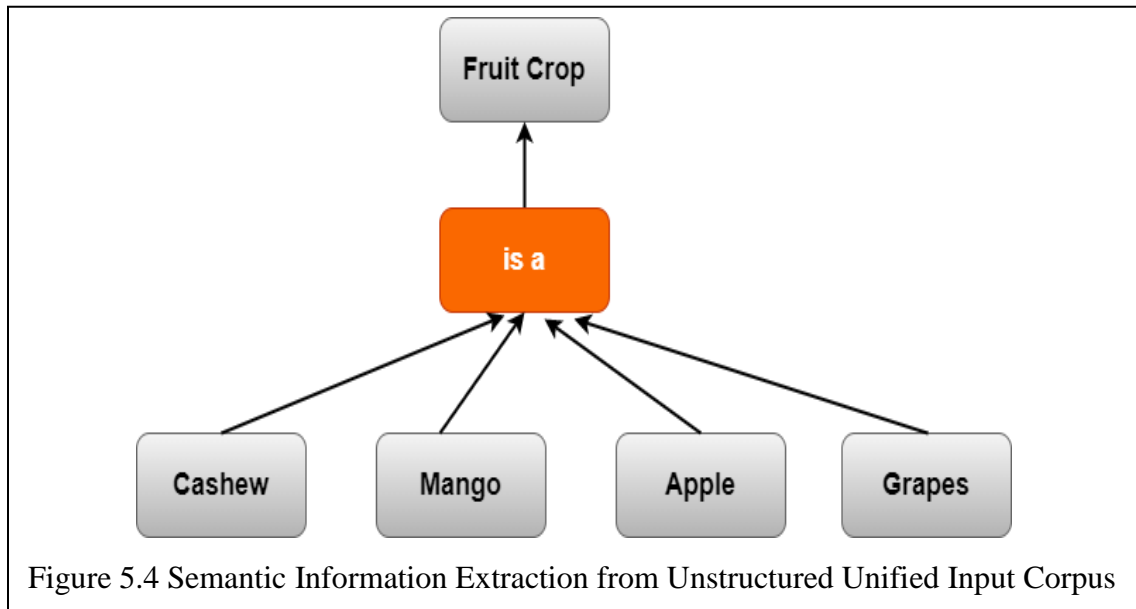 Fruit Crop
is a
Cashew
Mango
Apple
Grapes
Figure 5.4 Semantic Information Extraction from Unstructured Unified Input Corpus